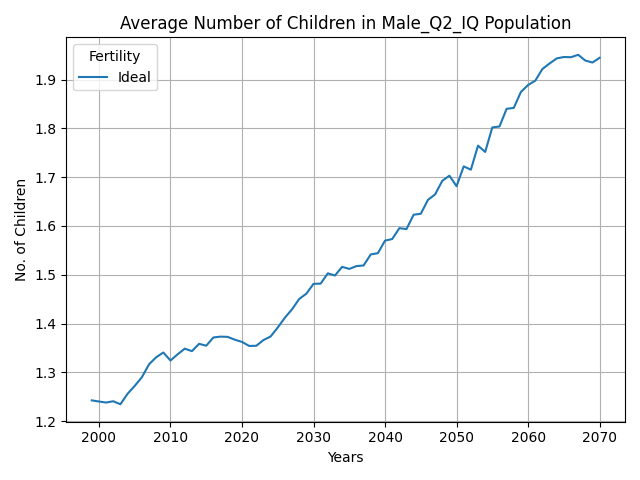 Average Number of Children in Male_Q2_IQ Population
Fertility
Ideal
No. of Children
1.9
1.8
1.7
1.6
1.5
1.4
1.3
1.2
2000 2010 2020 2030 2040 2050 2060 2070
Years